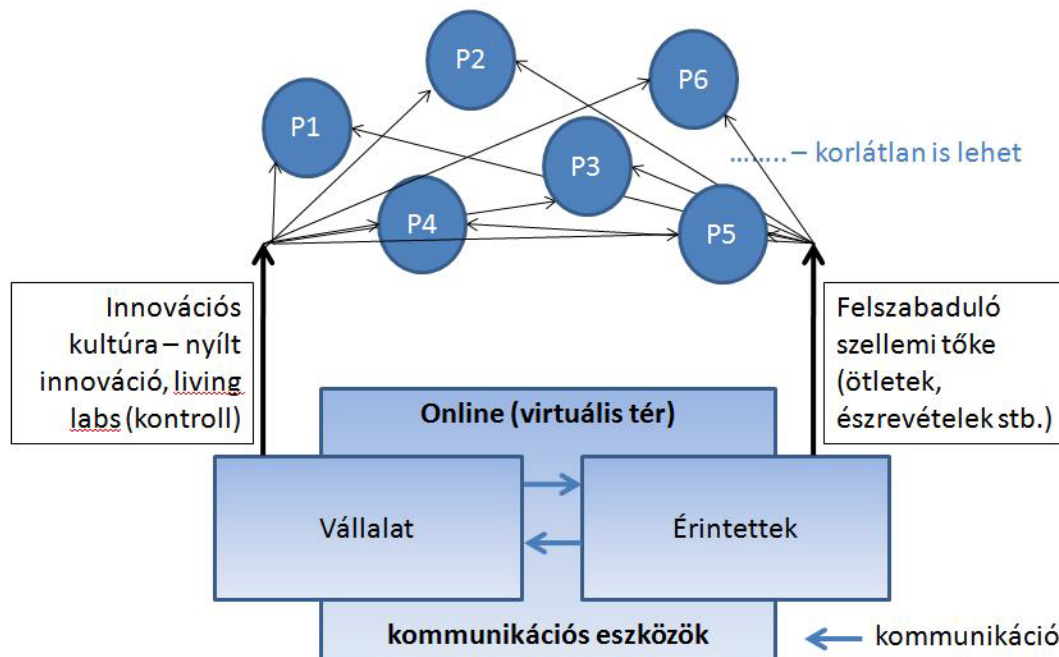 P2
P6
P1
........ – korlátlan is lehet
P3
P4
P5
Innovációs
kultúra – nyílt
innováció, living
labs (kontroll)
Felszabaduló
szellemi tőke
(ötletek,
észrevételek stb.)
Online (virtuális tér)
Vállalat
Érintettek
kommunikációs eszközök
kommunikáció